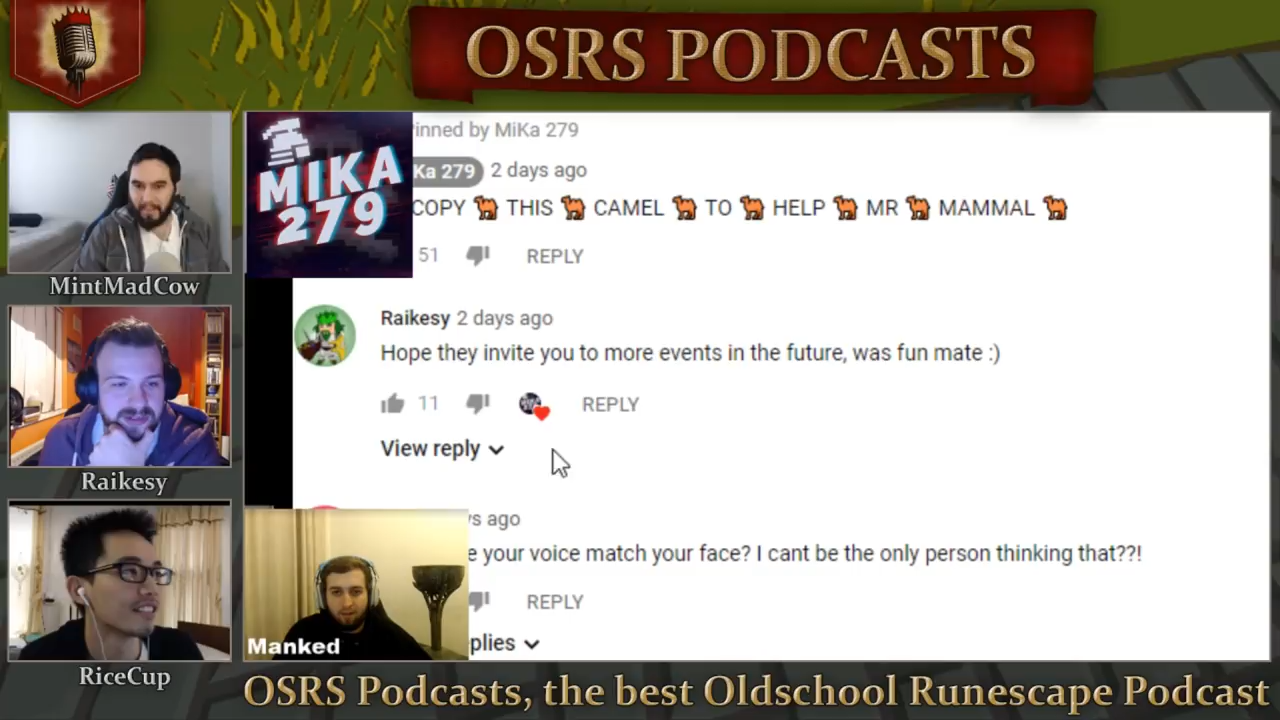 OSRS PODCASTS
MIKA
279
inned by MiKa 279
Ka 279 2 days ago
COPY THIS CAMEL TO HELP MR MAMMAL
51 REPLY
MintMadCow
Raikesy 2 days ago
Hope they invite you to more events in the future, was fun mate :)
11 REPLY
View reply
Raikesy
ys ago
e your voice match your face? I cant be the only person thinking that??!
REPLY
plies
Manked
RiceCup
OSRS Podcasts, the best Oldschool Runescape Podcast